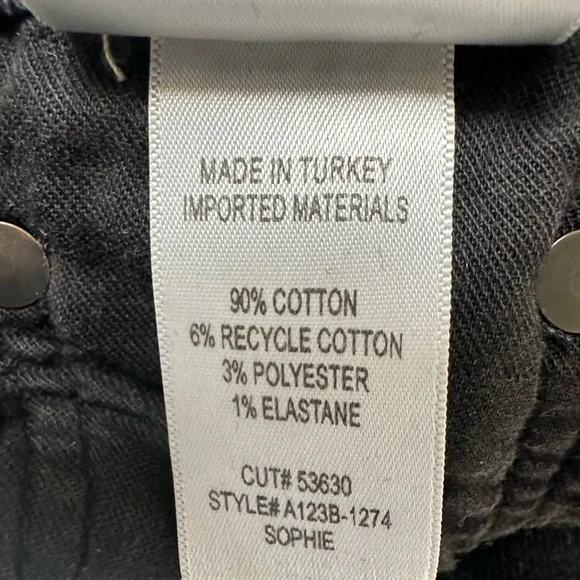 MADE IN TURKEY
IMPORTED MATERIALS
90% COTTON
6% RECYCLE COTTON
3% POLYESTER
1% ELASTANE
CUT# 53630
STYLE# A123B-1274
SOPHIE